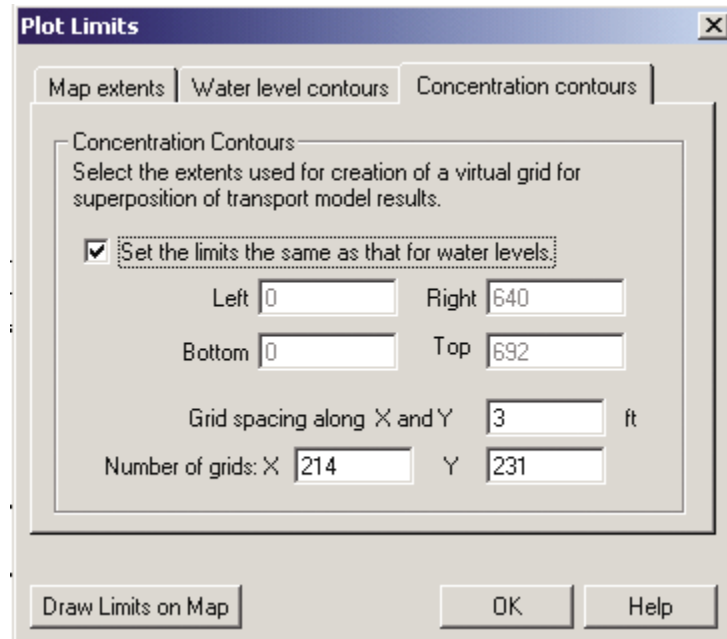 Plot Limits
Map extents Water level contours Concentration contours
Concentration Contours
Select the extents used for creation of a virtual grid for
superposition of transport model results.
Set the limits the same as that for water levels.
Left 0 Right 640
Bottom 0 Top 692
Grid spacing along X and Y 3 ft
Number of grids: X 214 Y 231
Draw Limits on Map OK Help